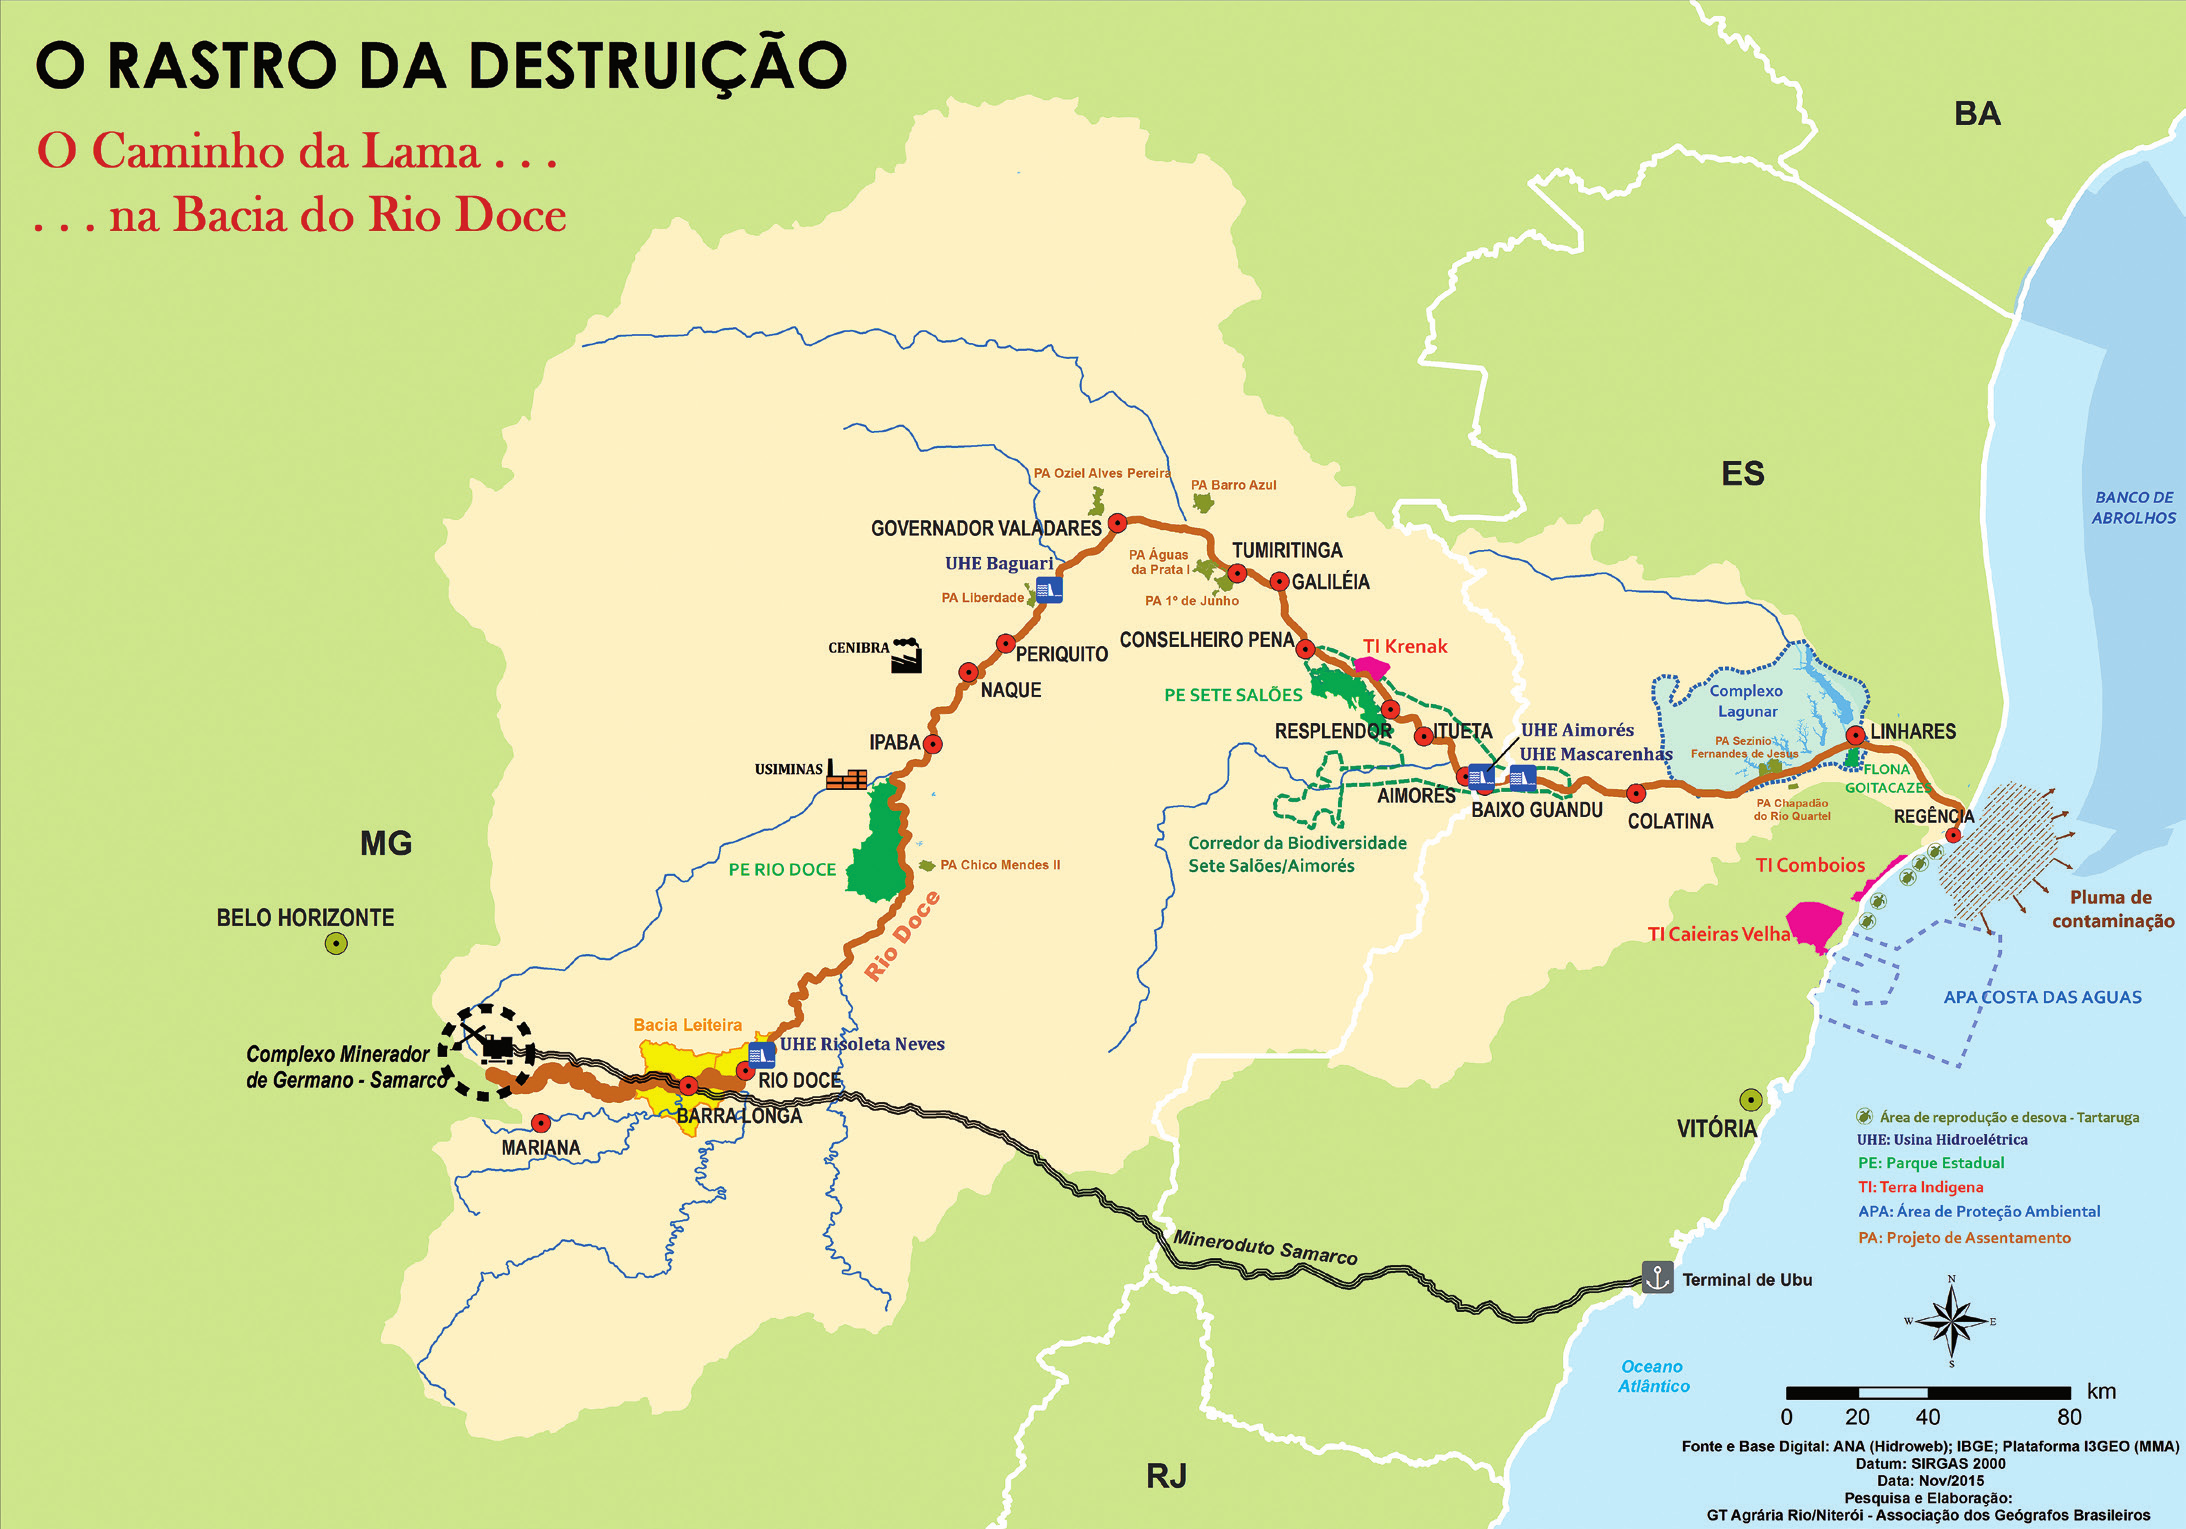 O RASTRO DA DESTRUIÇÃO
O Caminho da Lama . . .
. . . na Bacia do Rio Doce
BA
ES
MG
RJ
BANCO DE
ABROLHOS
PA Oziel Alves Pereira
PA Barro Azul
GOVERNADOR VALADARES
UHE Baguari
PA Liberdade
PA Águas
da Prata I
TUMIRITINGA
GALILÉIA
PA 1º de Junho
CENIBRA
PERIQUITO
NAQUE
CONSELHEIRO PENA
TI Krenak
PE SETE SALÕES
RESPLENDOR
ITUETA
UHE Aimorés
UHE Mascarenhas
IPABA
USIMINAS
AIMORÉS
BAIXO GUANDU
COLATINA
Complexo
Lagunar
PA Sezinio
Fernandes de Jesus
LINHARES
FLONA
GOITACAZES
PA Chapadão
do Rio Quartel
REGÊNCIA
Corredor da Biodiversidade
Sete Salões/Aimorés
PE RIO DOCE
PA Chico Mendes II
Rio Doce
TI Comboios
TI Caieiras Velha
Pluma de
contaminação
APA COSTA DAS AGUAS
BELO HORIZONTE
Complexo Minerador
de Germano - Samarco
Bacia Leiteira
UHE Risoleta Neves
RIO DOCE
BARRA LONGA
MARIANA
VITÓRIA
Mineroduto Samarco
Terminal de Ubu
Oceano
Atlântico
Área de reprodução e desova - Tartaruga
UHE: Usina Hidroelétrica
PE: Parque Estadual
TI: Terra Indigena
APA: Área de Proteção Ambiental
PA: Projeto de Assentamento
N
W E
S
km
0 20 40 80
Fonte e Base Digital: ANA (Hidroweb); IBGE; Plataforma I3GEO (MMA)
Datum: SIRGAS 2000
Data: Nov/2015
Pesquisa e Elaboração:
GT Agrária Rio/Niterói - Associação dos Geógrafos Brasileiros